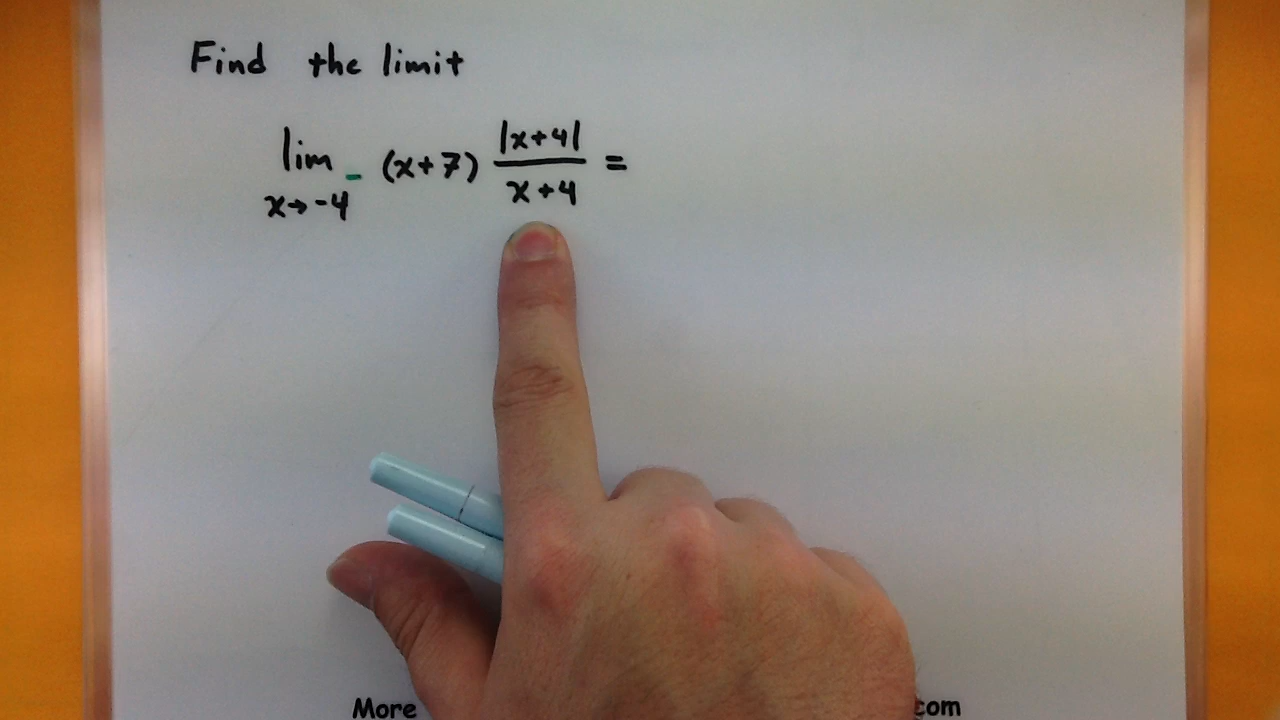 Find the limit
lim x→-4⁻ (x+7) |x+4|/x+4 =
More com